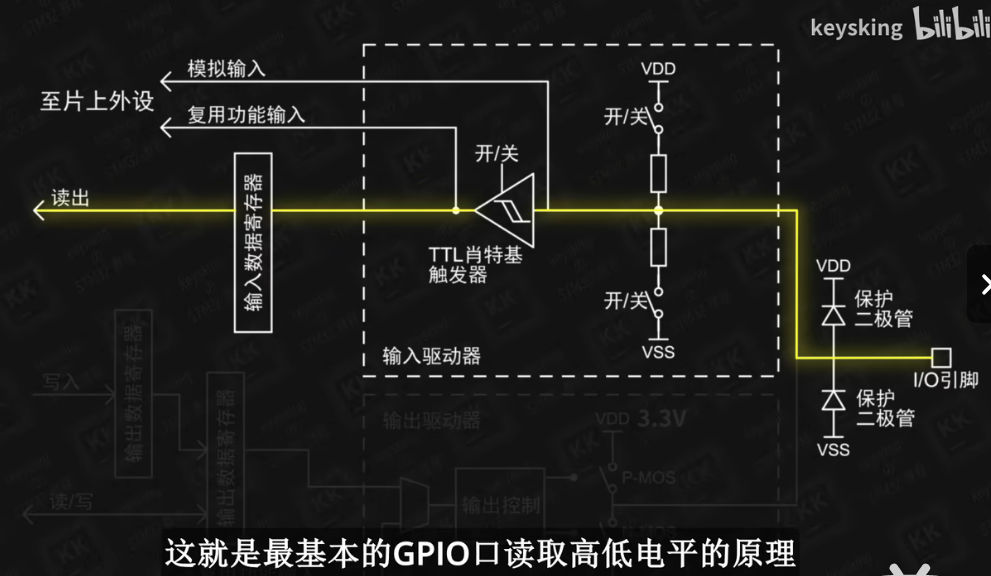 keysking bilibili
模拟输入
至片上外设
复用功能输入
读出
输入数据寄存器
开/关
TTL肖特基
触发器
VDD
开/关
开/关
VSS
输入驱动器
VDD
保护
二极管
I/O引脚
保护
二极管
VSS
写入
输出数据寄存器
读/写
输出数据寄存器
输出驱动器
VDD 3.3V
P-MOS
输出控制
这就是最基本的GPIO口读取高低电平的原理